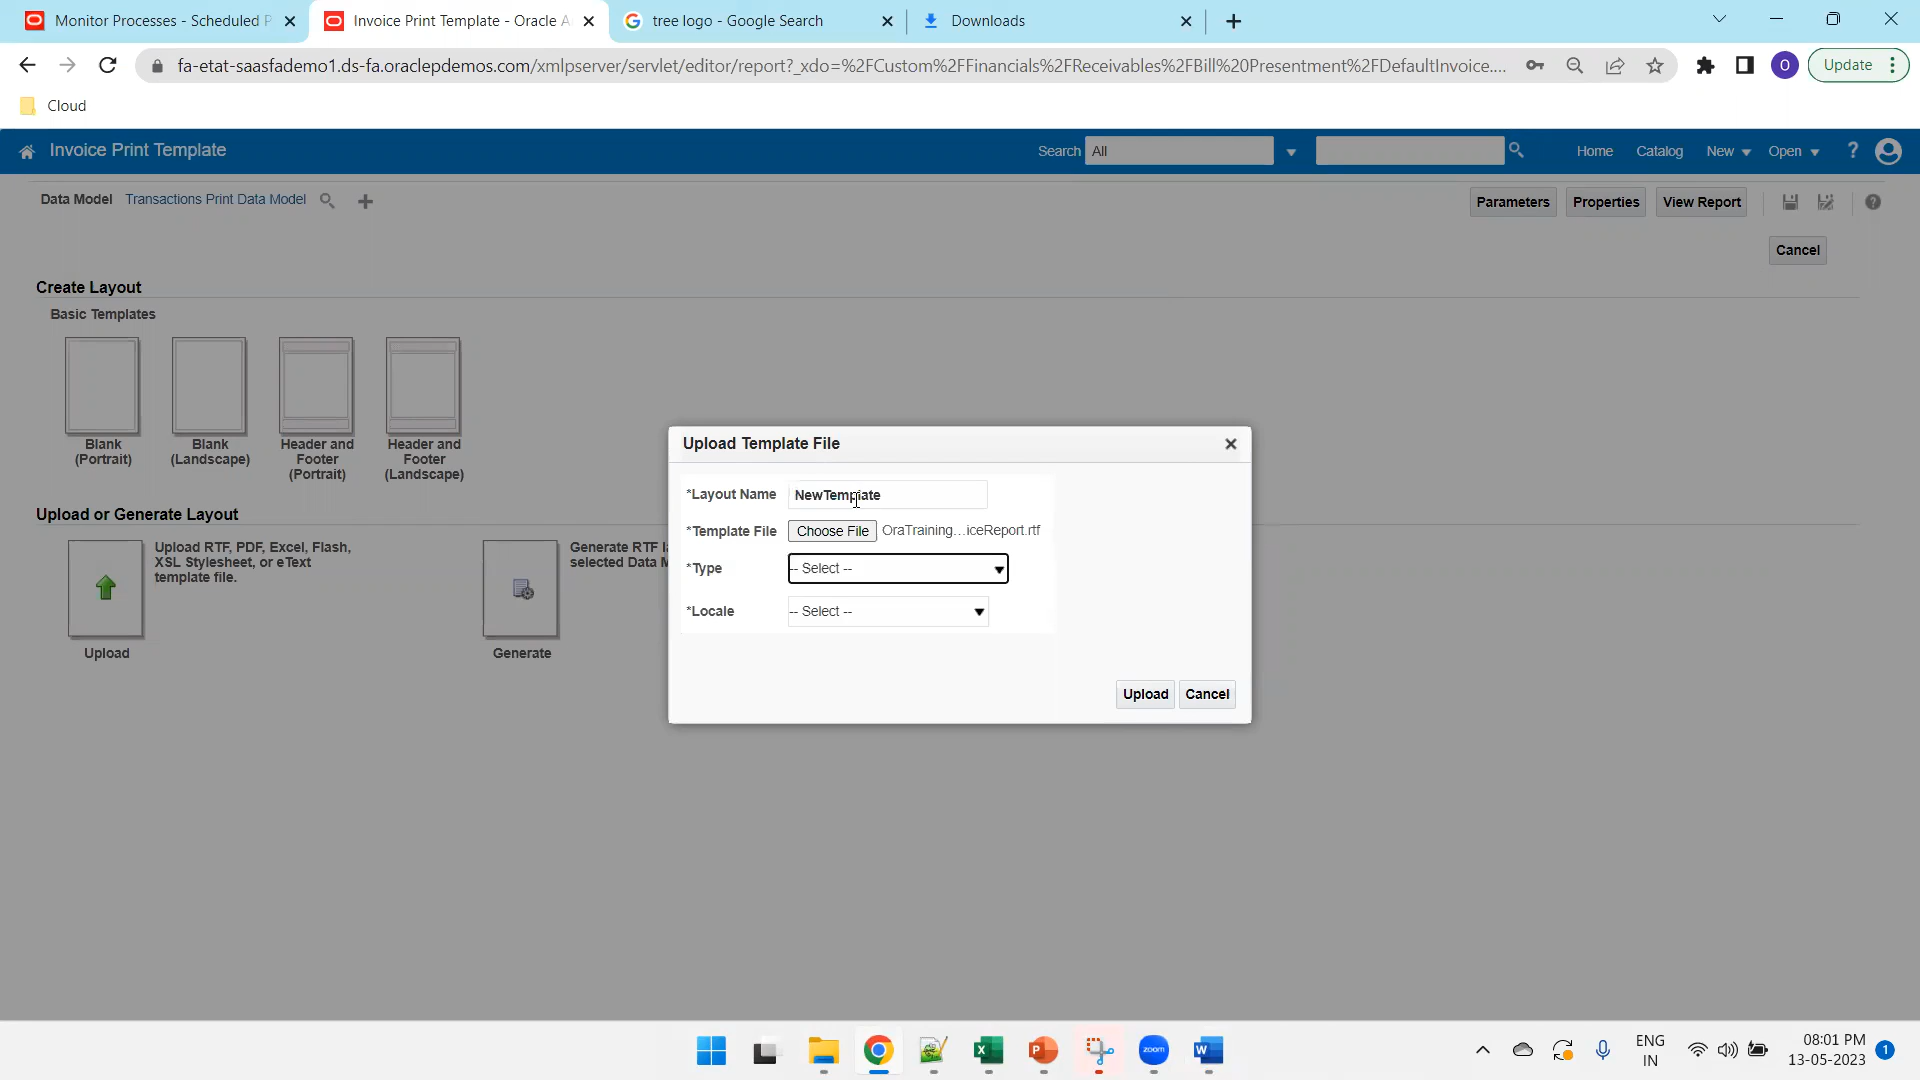 Monitor Processes - Scheduled P
Invoice Print Template - Oracle A
tree logo - Google Search
Downloads
fa-etat-saasfademo1.ds-fa.oraclepdemos.com/xmlpserver/servlet/editor/report?_xdo=%2FCustom%2FFinancials%2FReceivables%2FBill%20Presentment%2FDefaultInvoice....
O
Update
Cloud
Invoice Print Template
Search All
Home Catalog New Open ?
Data Model Transactions Print Data Model
Parameters Properties View Report
Cancel
Create Layout
Basic Templates
Blank (Portrait)
Blank (Landscape)
Header and Footer (Portrait)
Header and Footer (Landscape)
Upload or Generate Layout
Upload RTF, PDF, Excel, Flash,
XSL Stylesheet, or eText
template file.
Upload
Generate RTF l
selected Data M
Generate
Upload Template File
*Layout Name NewTemplate
*Template File Choose File OraTraining...iceReport.rtf
*Type -- Select --
*Locale -- Select --
Upload Cancel
zoom
ENG
IN
08:01 PM
13-05-2023
1